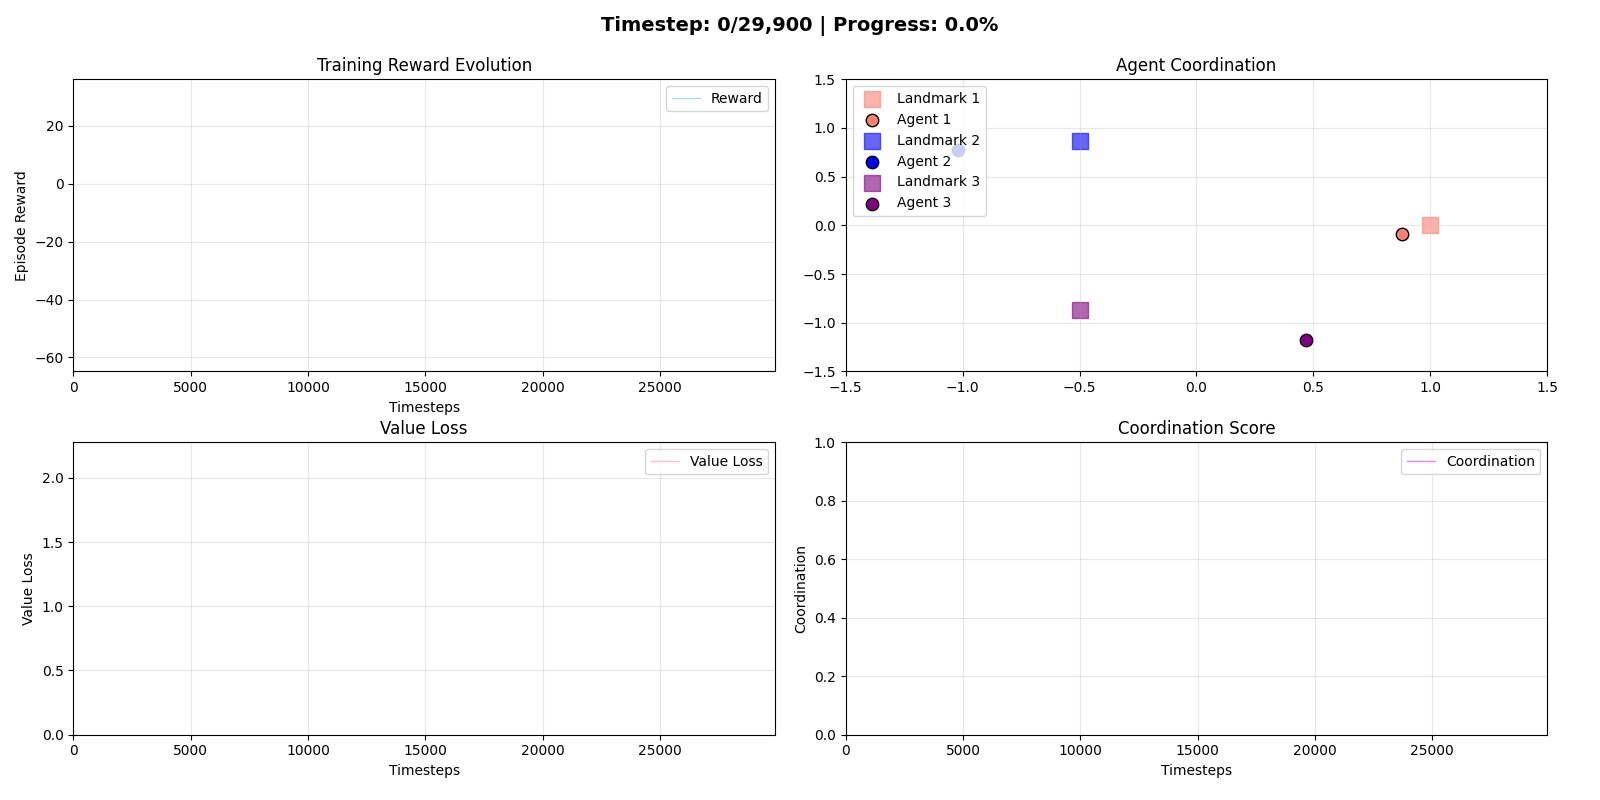 Timestep: 0/29,900 | Progress: 0.0%
Training Reward Evolution
Reward
Episode Reward
20
0
−20
−40
−60
0 5000 10000 15000 20000 25000
Timesteps
Agent Coordination
Landmark 1
Agent 1
Landmark 2
Agent 2
Landmark 3
Agent 3
1.5
1.0
0.5
0.0
−0.5
−1.0
−1.5
−1.5 −1.0 −0.5 0.0 0.5 1.0 1.5
Value Loss
Value Loss
Value Loss
2.0
1.5
1.0
0.5
0.0
0 5000 10000 15000 20000 25000
Timesteps
Coordination Score
Coordination
Coordination
1.0
0.8
0.6
0.4
0.2
0.0
0 5000 10000 15000 20000 25000
Timesteps